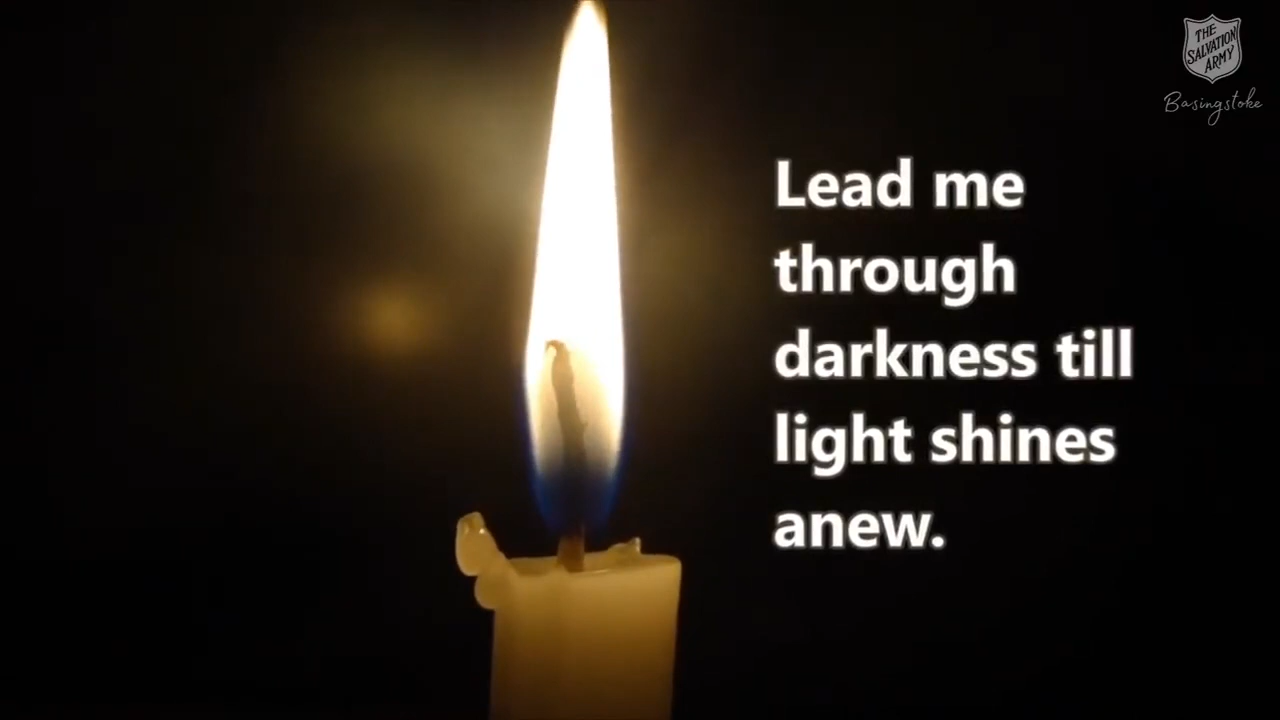 THE
SALVATION
ARMY
Basingstoke
Lead me
through
darkness till
light shines
anew.